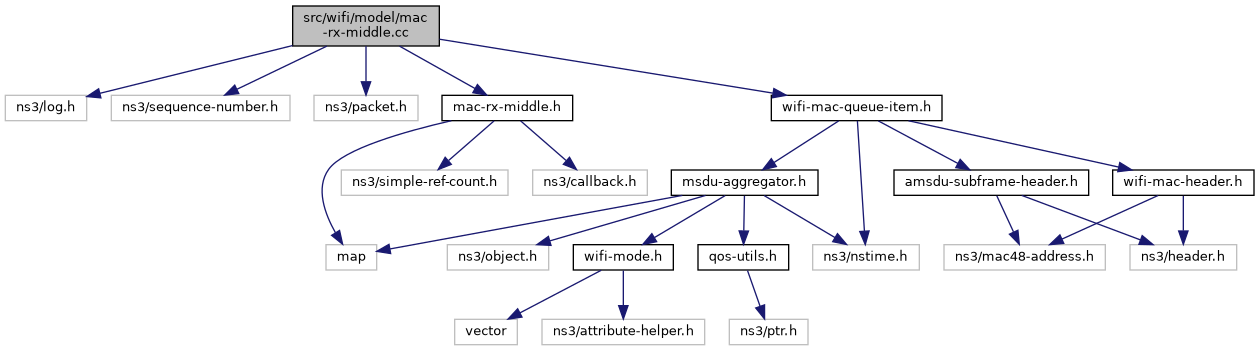 src/wifi/model/mac
-rx-middle.cc
ns3/log.h
ns3/sequence-number.h
ns3/packet.h
mac-rx-middle.h
wifi-mac-queue-item.h
ns3/simple-ref-count.h
ns3/callback.h
msdu-aggregator.h
amsdu-subframe-header.h
wifi-mac-header.h
map
ns3/object.h
wifi-mode.h
qos-utils.h
ns3/nstime.h
ns3/mac48-address.h
ns3/header.h
vector
ns3/attribute-helper.h
ns3/ptr.h